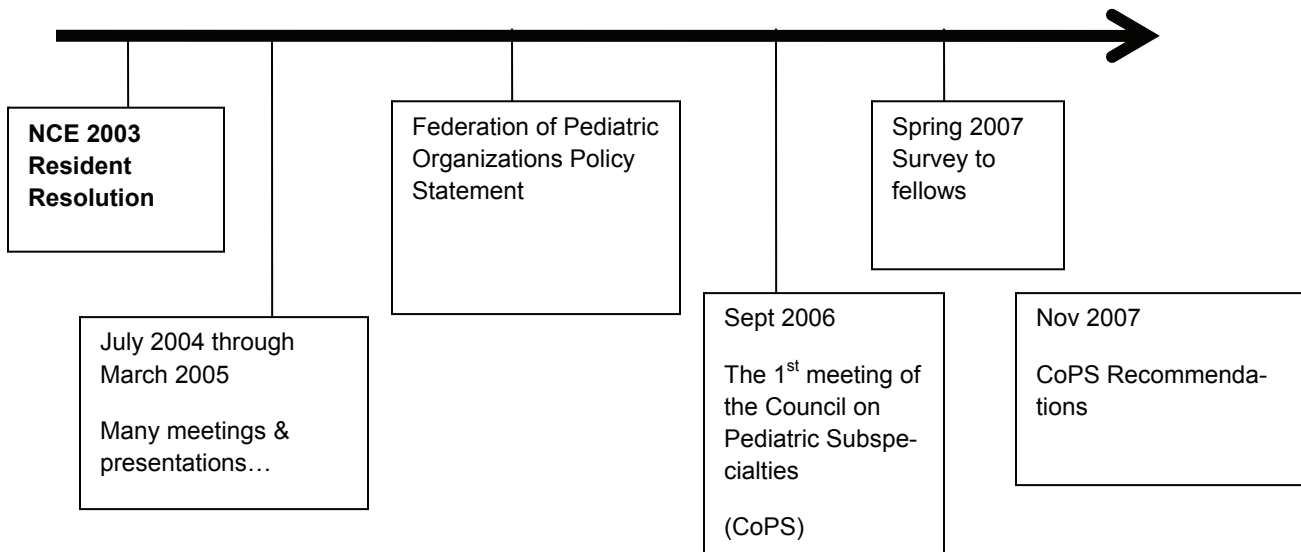 NCE 2003
Resident
Resolution
July 2004 through
March 2005
Many meetings &
presentations…
Federation of Pediatric
Organizations Policy
Statement
Sept 2006
The 1st meeting of
the Council on
Pediatric Subspe-
cialties
(CoPS)
Spring 2007
Survey to
fellows
Nov 2007
CoPS Recommenda-
tions